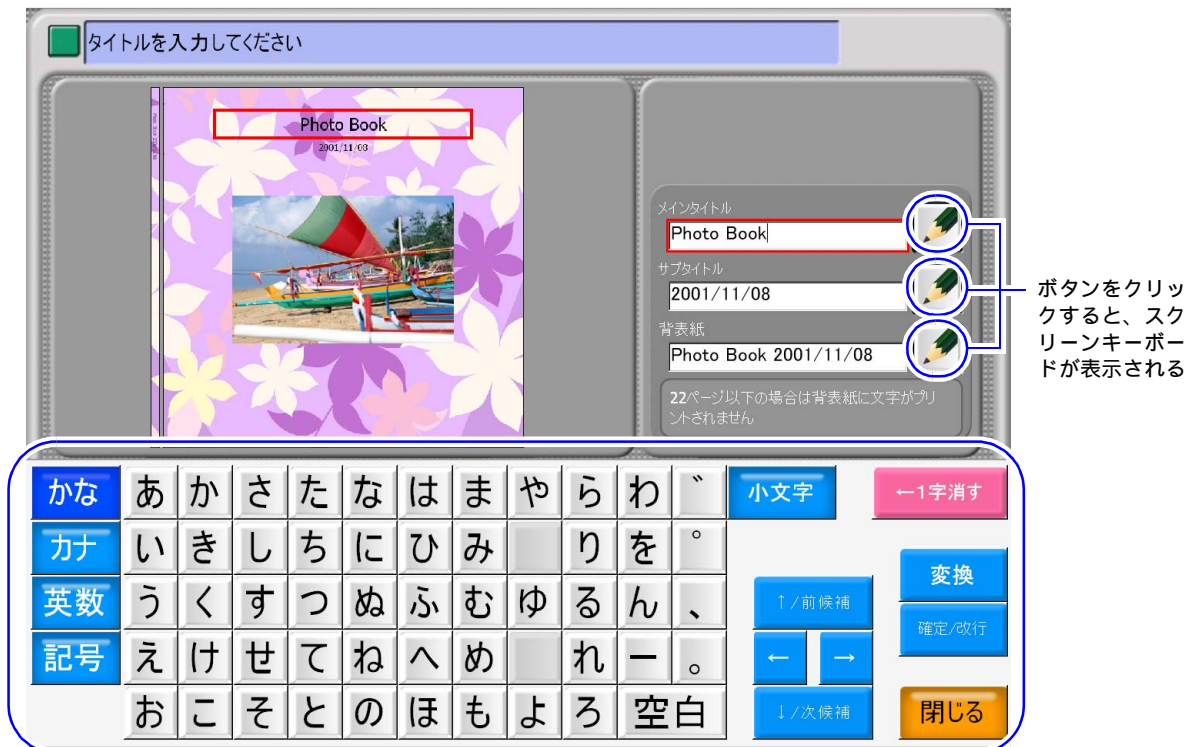 タイトルを入力してください
Photo Book
2001/11/08
メインタイトル
Photo Book
サブタイトル
2001/11/08
背表紙
Photo Book 2001/11/08
22ページ以下の場合は背表紙に文字がプリ
ントされません
ボタンをクリッ
クすると、スク
リーンキーボー
ドが表示される
かな あ か さ た な は ま や ら わ ゛ 小文字 ←1字消す
カナ い き し ち に ひ み り を ゜
英数 う く す つ ぬ ふ む ゆ る ん 、 ↑/前候補 変換
確定/改行
記号 え け せ て ね へ め れ ー 。 ← →
お こ そ と の ほ も よ ろ 空白 ↓/次候補 閉じる